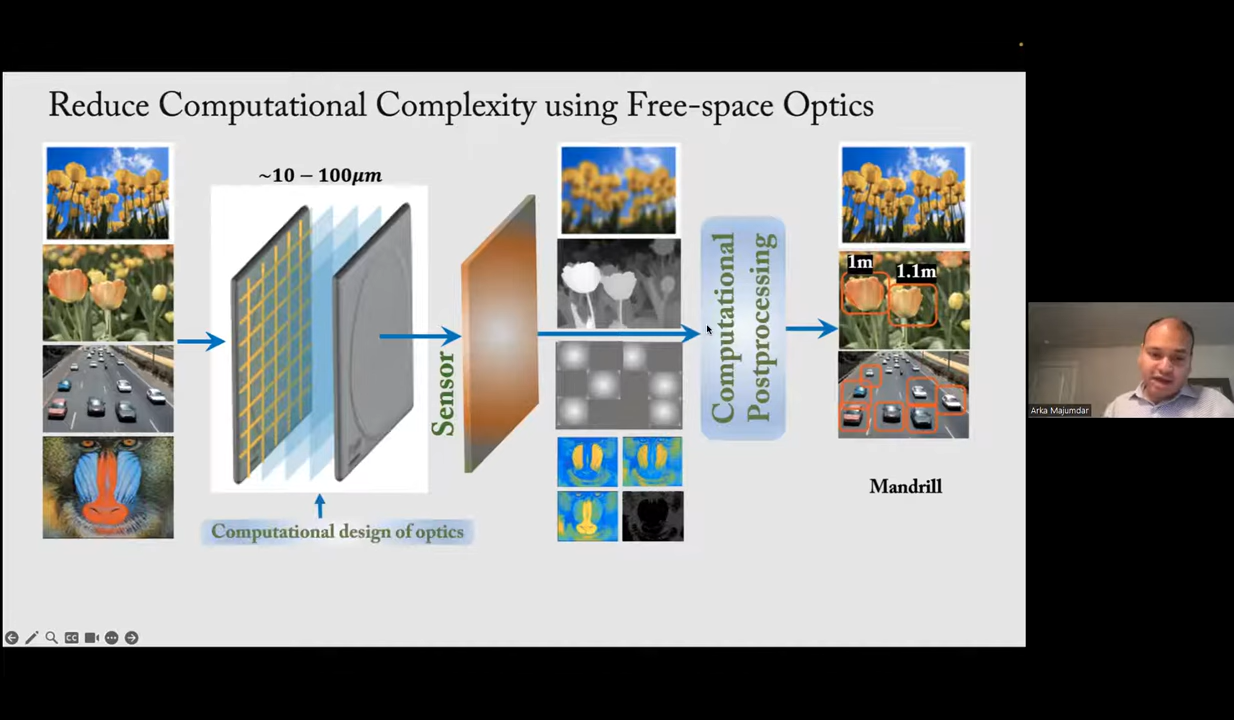 Reduce Computational Complexity using Free-space Optics
~10 − 100μm
Sensor
Computational
Postprocessing
1m
1.1m
Mandrill
Computational design of optics
CC
Arka Majumdar